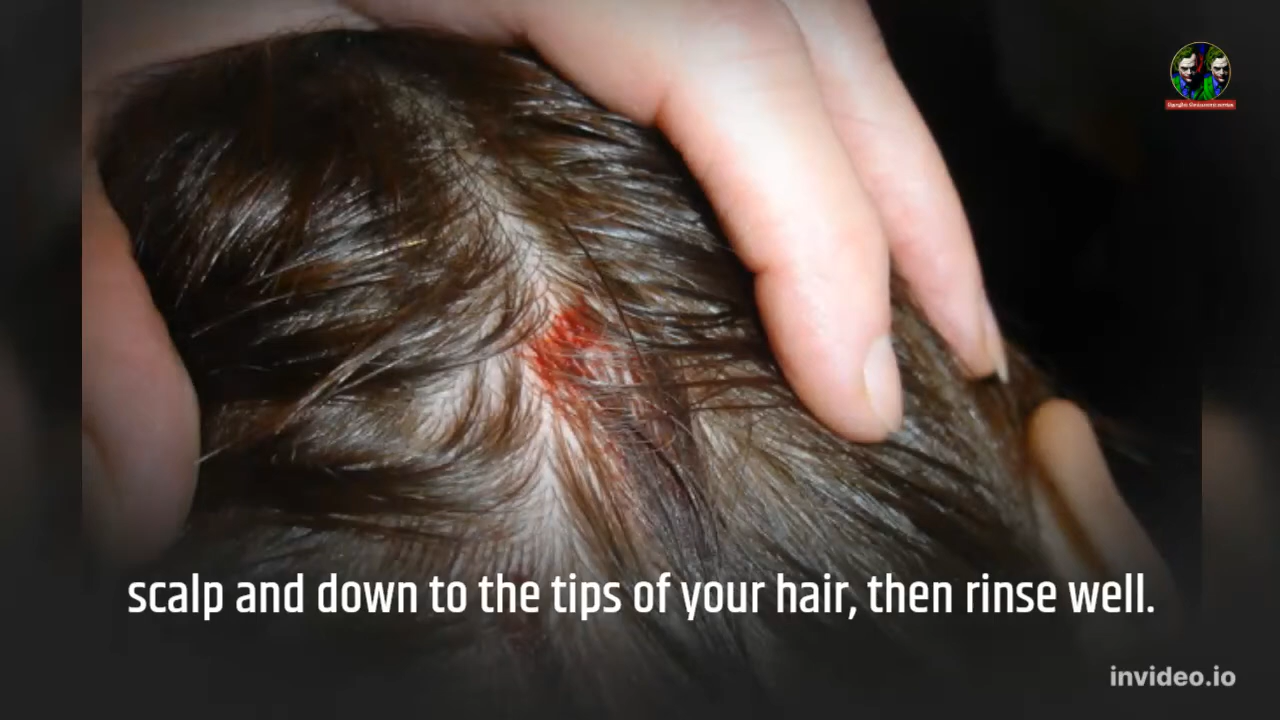 scalp and down to the tips of your hair, then rinse well.
invideo.io